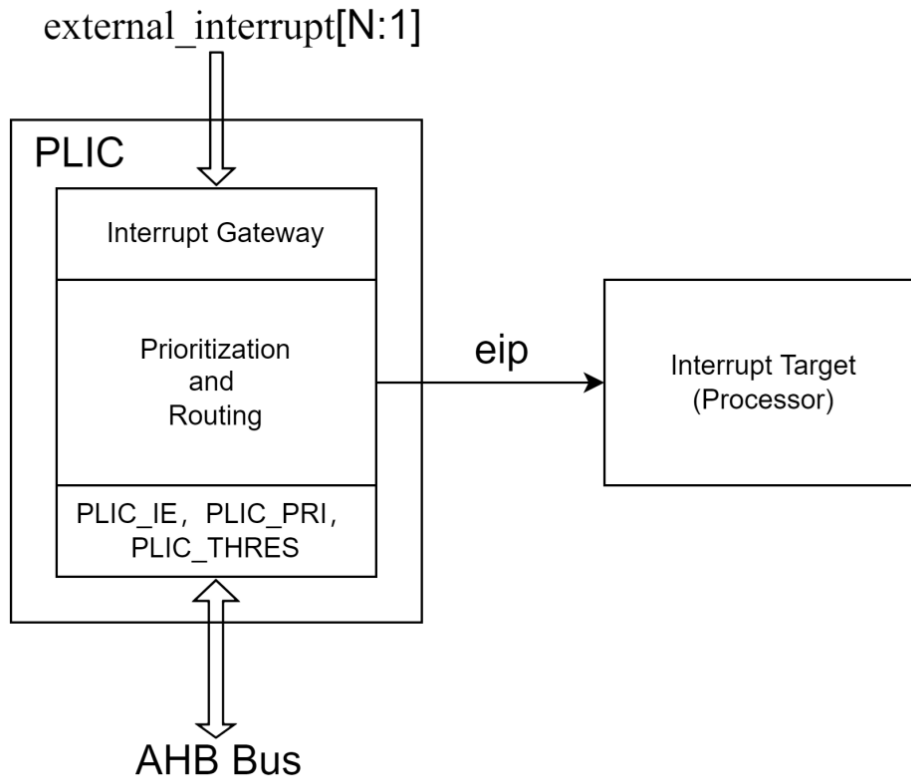 external_interrupt[N:1]
PLIC
Interrupt Gateway
Prioritization
and
Routing
eip
Interrupt Target
(Processor)
PLIC_IE，PLIC_PRI，
PLIC_THRES
AHB Bus